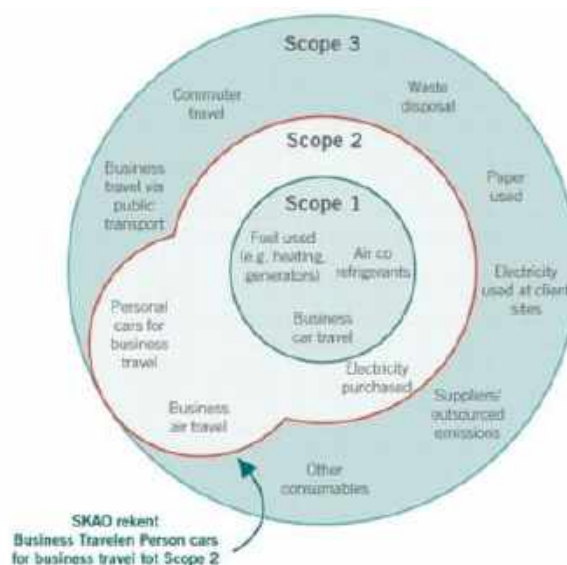 Scope 3
Commuter
travel
Waste
disposal
Scope 2
Business
travel via
public
transport
Paper
used
Scope 1
Fuel used
(e.g. heating,
generators)
Air co
refrigerants
Electricity
used at client
sites
Personal
cars for
business
travel
Business
car travel
Electricity
purchased
Suppliers/
outsourced
emissions
Business
air travel
Other
consumables
SKAO rekent
Business Travelen Person cars
for business travel tot Scope 2